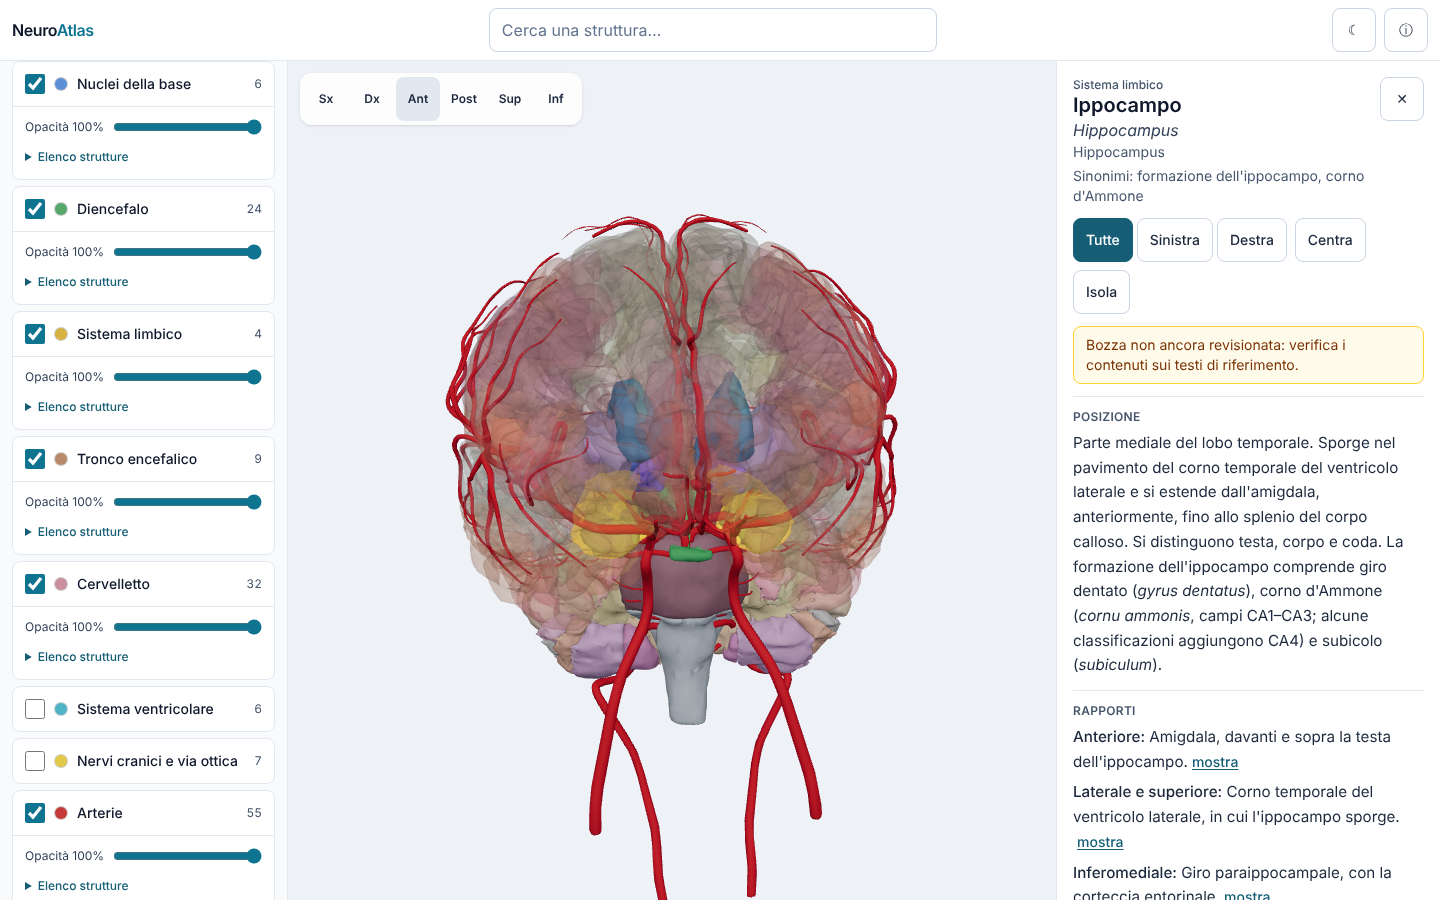 NeuroAtlas
Cerca una struttura...
Nuclei della base 6
Opacità 100%
Elenco strutture
Diencefalo 24
Opacità 100%
Elenco strutture
Sistema limbico 4
Opacità 100%
Elenco strutture
Tronco encefalico 9
Opacità 100%
Elenco strutture
Cervelletto 32
Opacità 100%
Elenco strutture
Sistema ventricolare 6
Nervi cranici e via ottica 7
Arterie 55
Opacità 100%
Elenco strutture
Sx Dx Ant Post Sup Inf
Sistema limbico
Ippocampo
Hippocampus
Hippocampus
Sinonimi: formazione dell'ippocampo, corno
d'Ammone
Tutte Sinistra Destra Centra
Isola
Bozza non ancora revisionata: verifica i
contenuti sui testi di riferimento.
POSIZIONE
Parte mediale del lobo temporale. Sporge nel
pavimento del corno temporale del ventricolo
laterale e si estende dall'amigdala,
anteriormente, fino allo splenio del corpo
calloso. Si distinguono testa, corpo e coda. La
formazione dell'ippocampo comprende giro
dentato (gyrus dentatus), corno d'Ammone
(cornu ammonis, campi CA1–CA3; alcune
classificazioni aggiungono CA4) e subicolo
(subiculum).
RAPPORTI
Anteriore: Amigdala, davanti e sopra la testa
dell'ippocampo. mostra
Laterale e superiore: Corno temporale del
ventricolo laterale, in cui l'ippocampo sporge.
mostra
Inferomediale: Giro paraippocampale, con la
corteccia entorinale. mostra